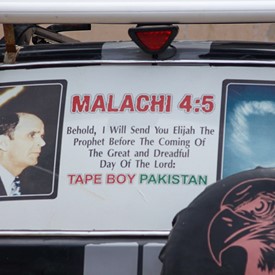 MALACHI 4:5
Behold, I Will Send You Elijah The
Prophet Before The Coming Of
The Great and Dreadful
Day Of The Lord:
TAPE BOY PAKISTAN